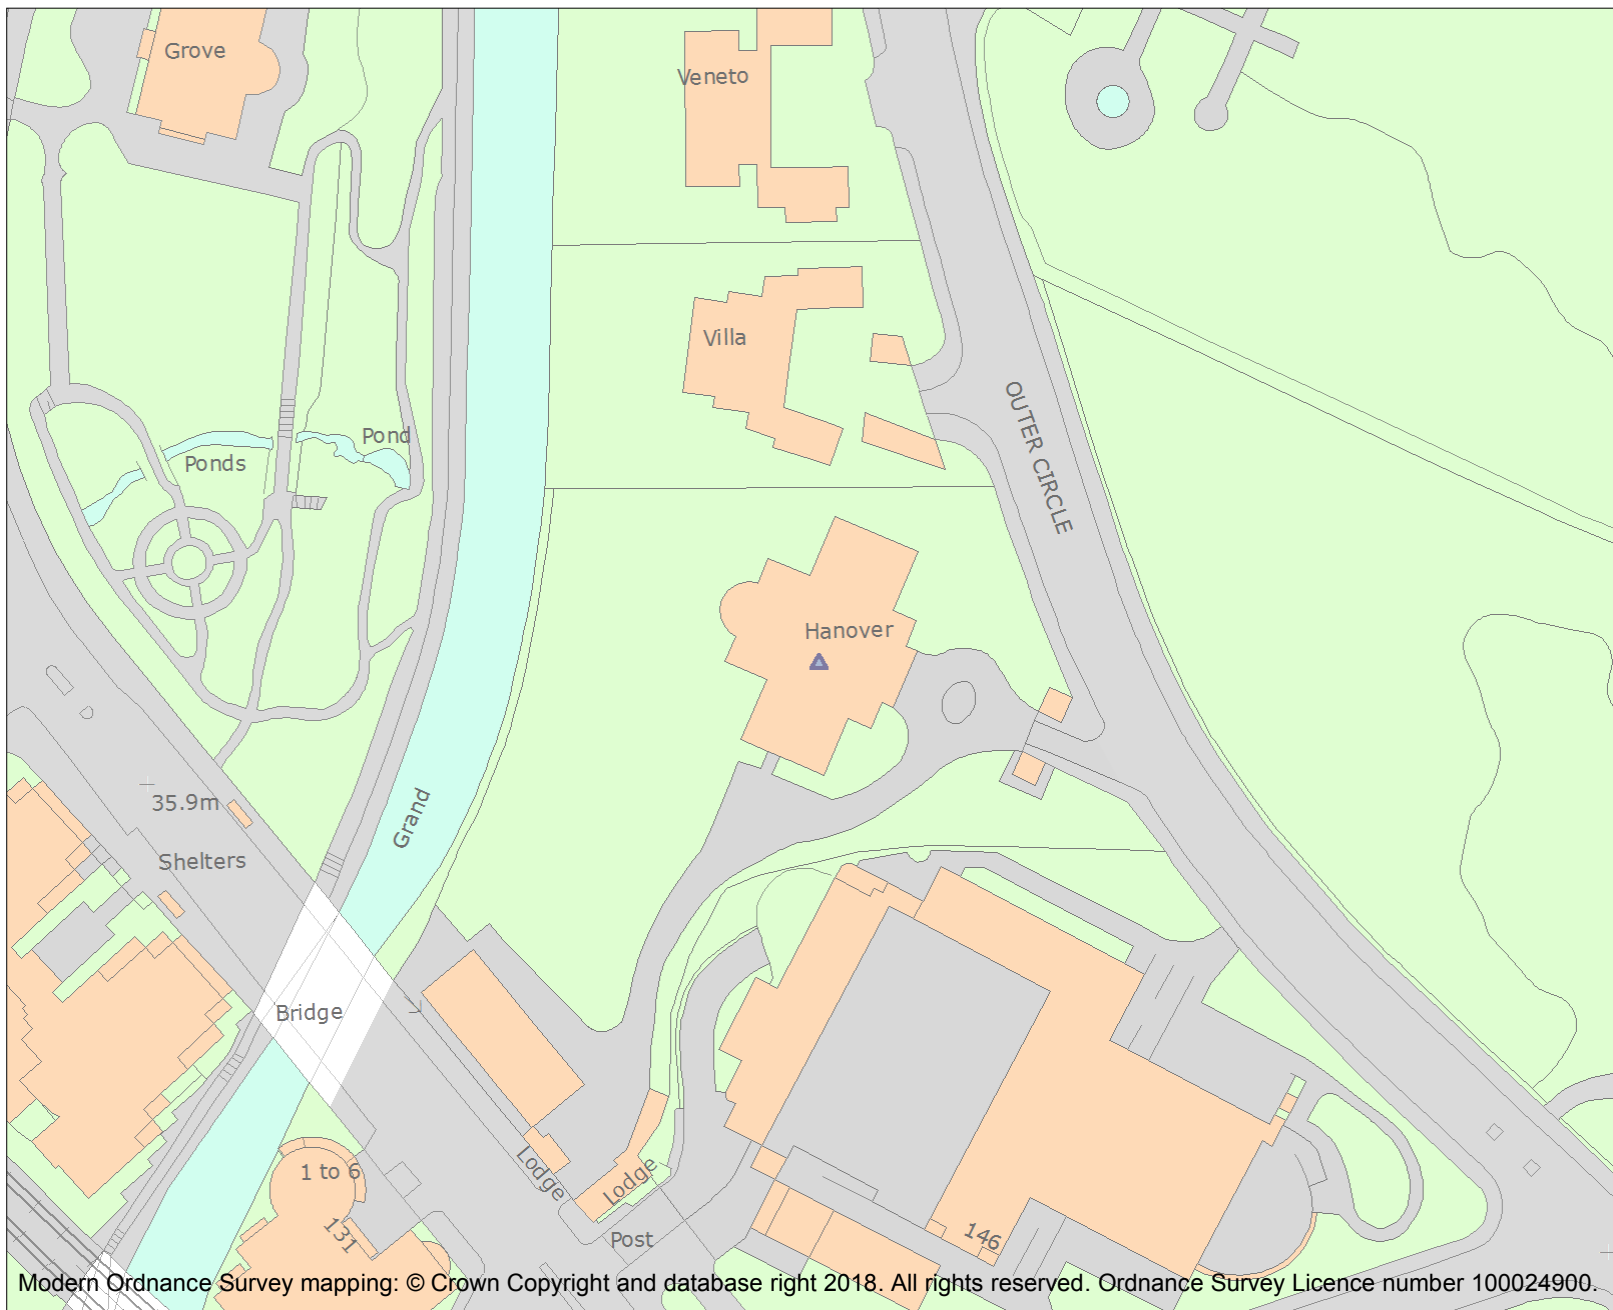 Grove
Veneto
Villa
OUTER CIRCLE
Pond
Ponds
Hanover
35.9m
Grand
Shelters
Bridge
1 to 6
131
Lodge
Lodge
Post
146
Modern Ordnance Survey mapping: © Crown Copyright and database right 2018. All rights reserved. Ordnance Survey Licence number 100024900.